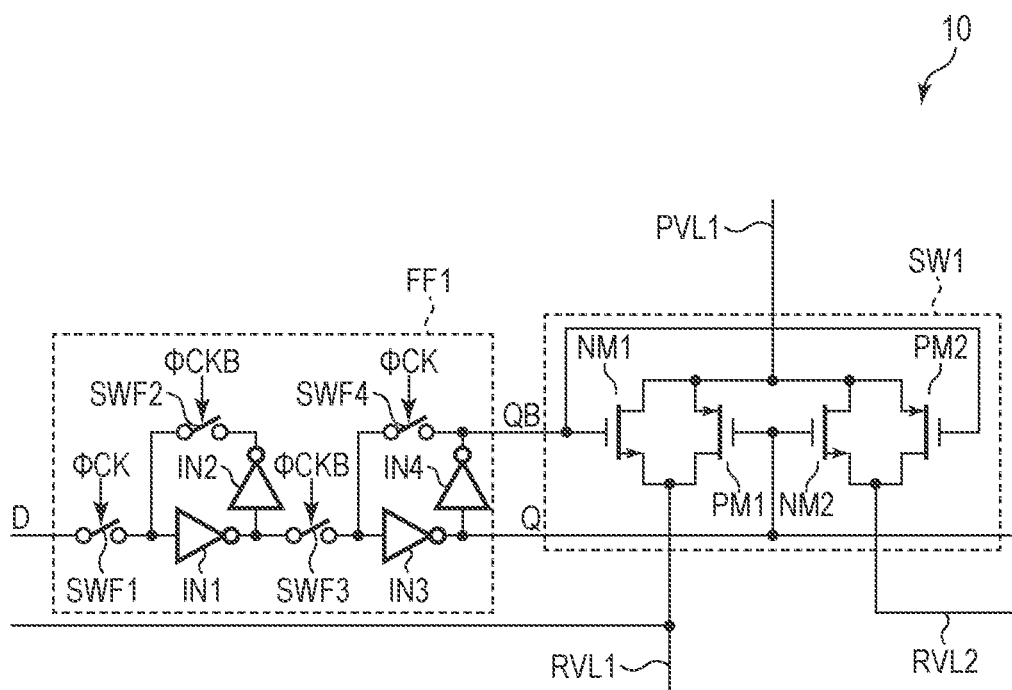 10
PVL1
SW1
FF1
NM1
PM2
ΦCKB
ΦCK
SWF2
SWF4
QB
ΦCK
IN2
ΦCKB
IN4
PM1
NM2
D
Q
SWF1
IN1
SWF3
IN3
RVL1
RVL2